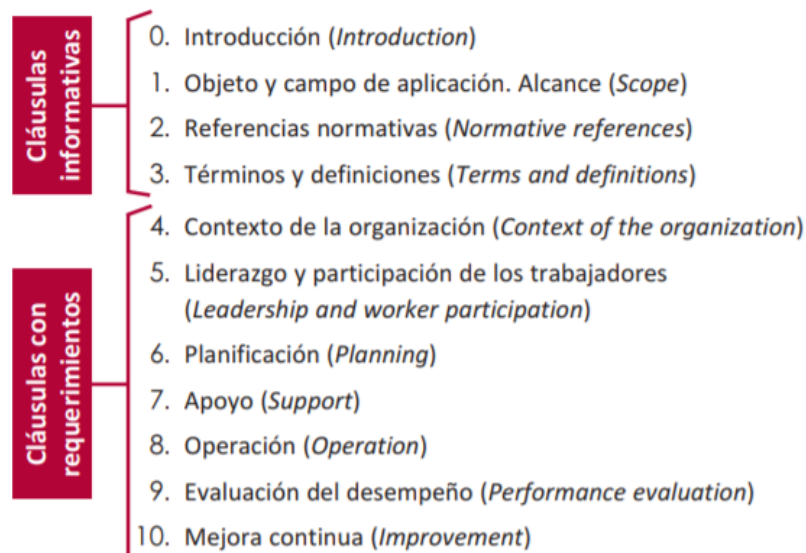 Cláusulas
informativas
0. Introducción (Introduction)
1. Objeto y campo de aplicación. Alcance (Scope)
2. Referencias normativas (Normative references)
3. Términos y definiciones (Terms and definitions)
Cláusulas con
requerimientos
4. Contexto de la organización (Context of the organization)
5. Liderazgo y participación de los trabajadores
(Leadership and worker participation)
6. Planificación (Planning)
7. Apoyo (Support)
8. Operación (Operation)
9. Evaluación del desempeño (Performance evaluation)
10. Mejora continua (Improvement)